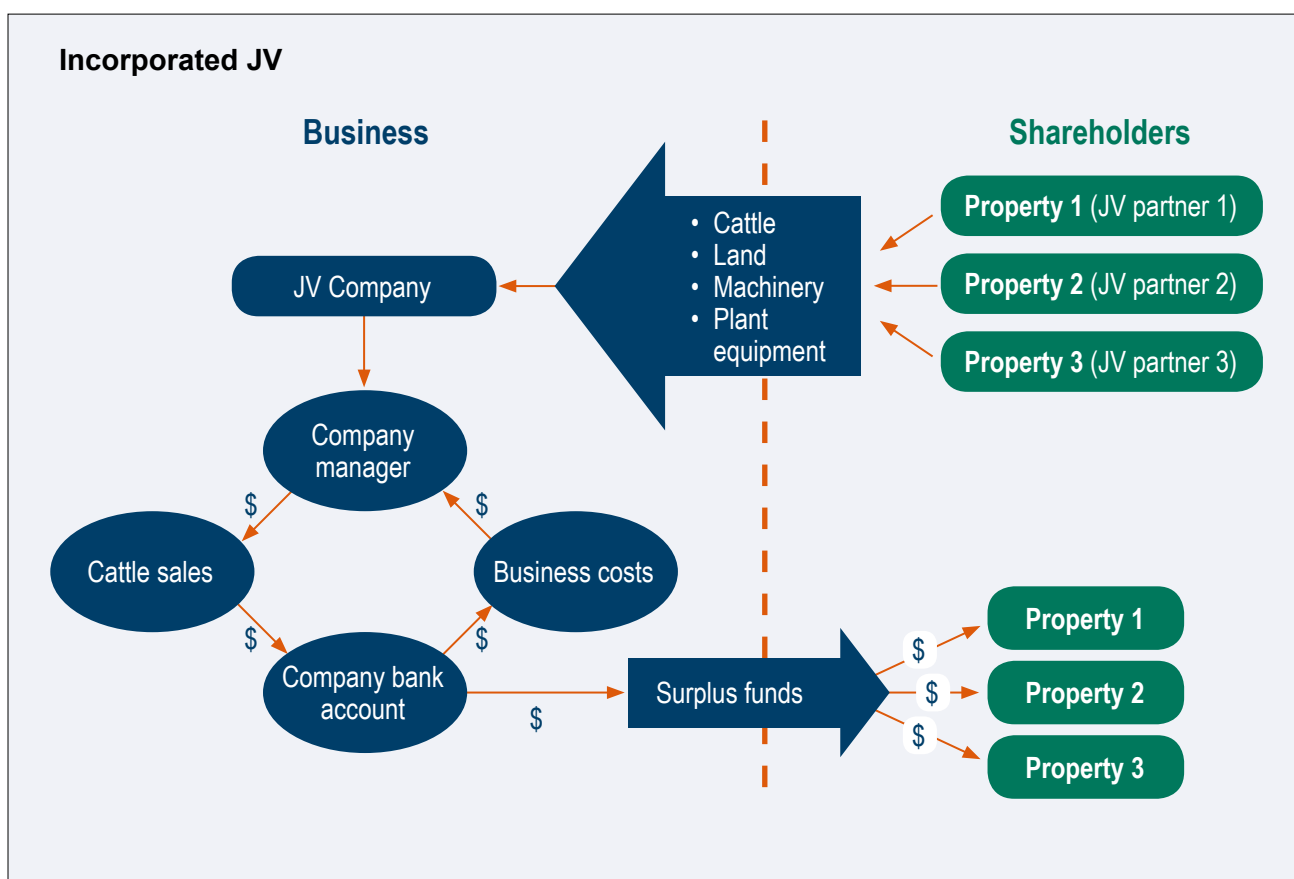 Incorporated JV
Business
Shareholders
• Cattle
• Land
• Machinery
• Plant
equipment
Property 1 (JV partner 1)
Property 2 (JV partner 2)
Property 3 (JV partner 3)
JV Company
Company
manager
$
$
Cattle sales
Business costs
$
$
Company bank
account
$
Surplus funds
$
$
$
Property 1
Property 2
Property 3